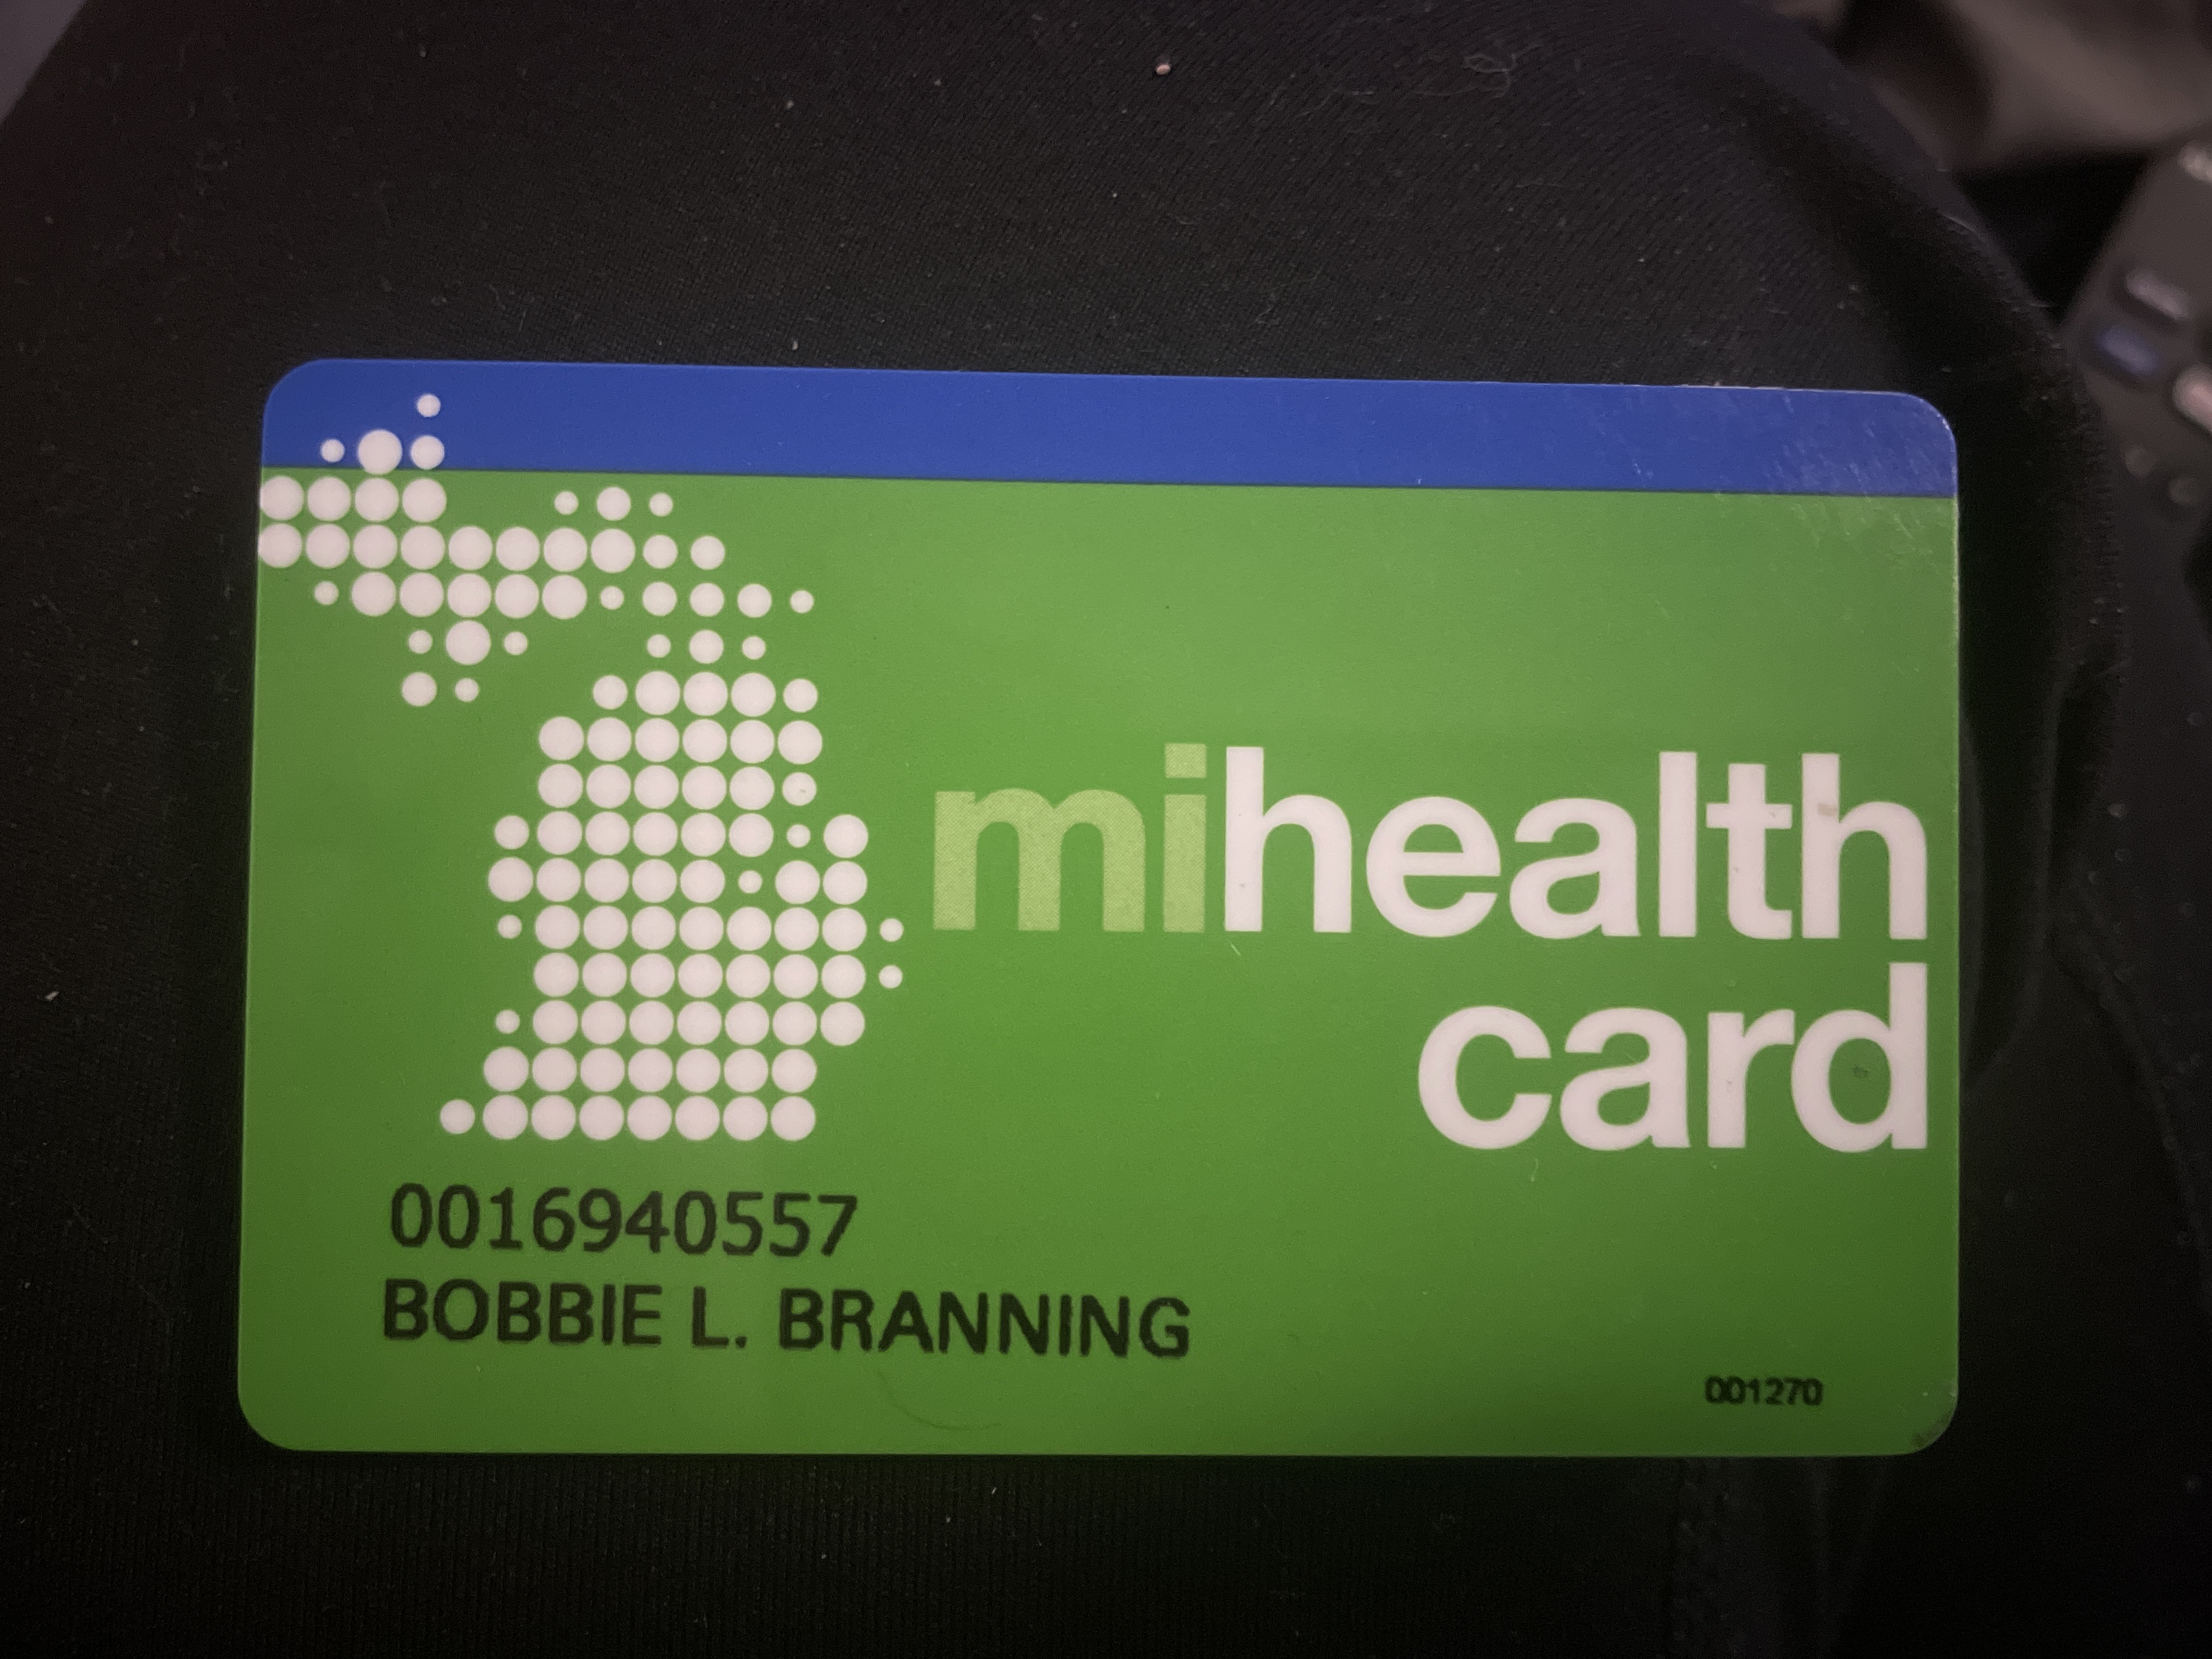 mihealth
card
0016940557
BOBBIE L. BRANNING
001270